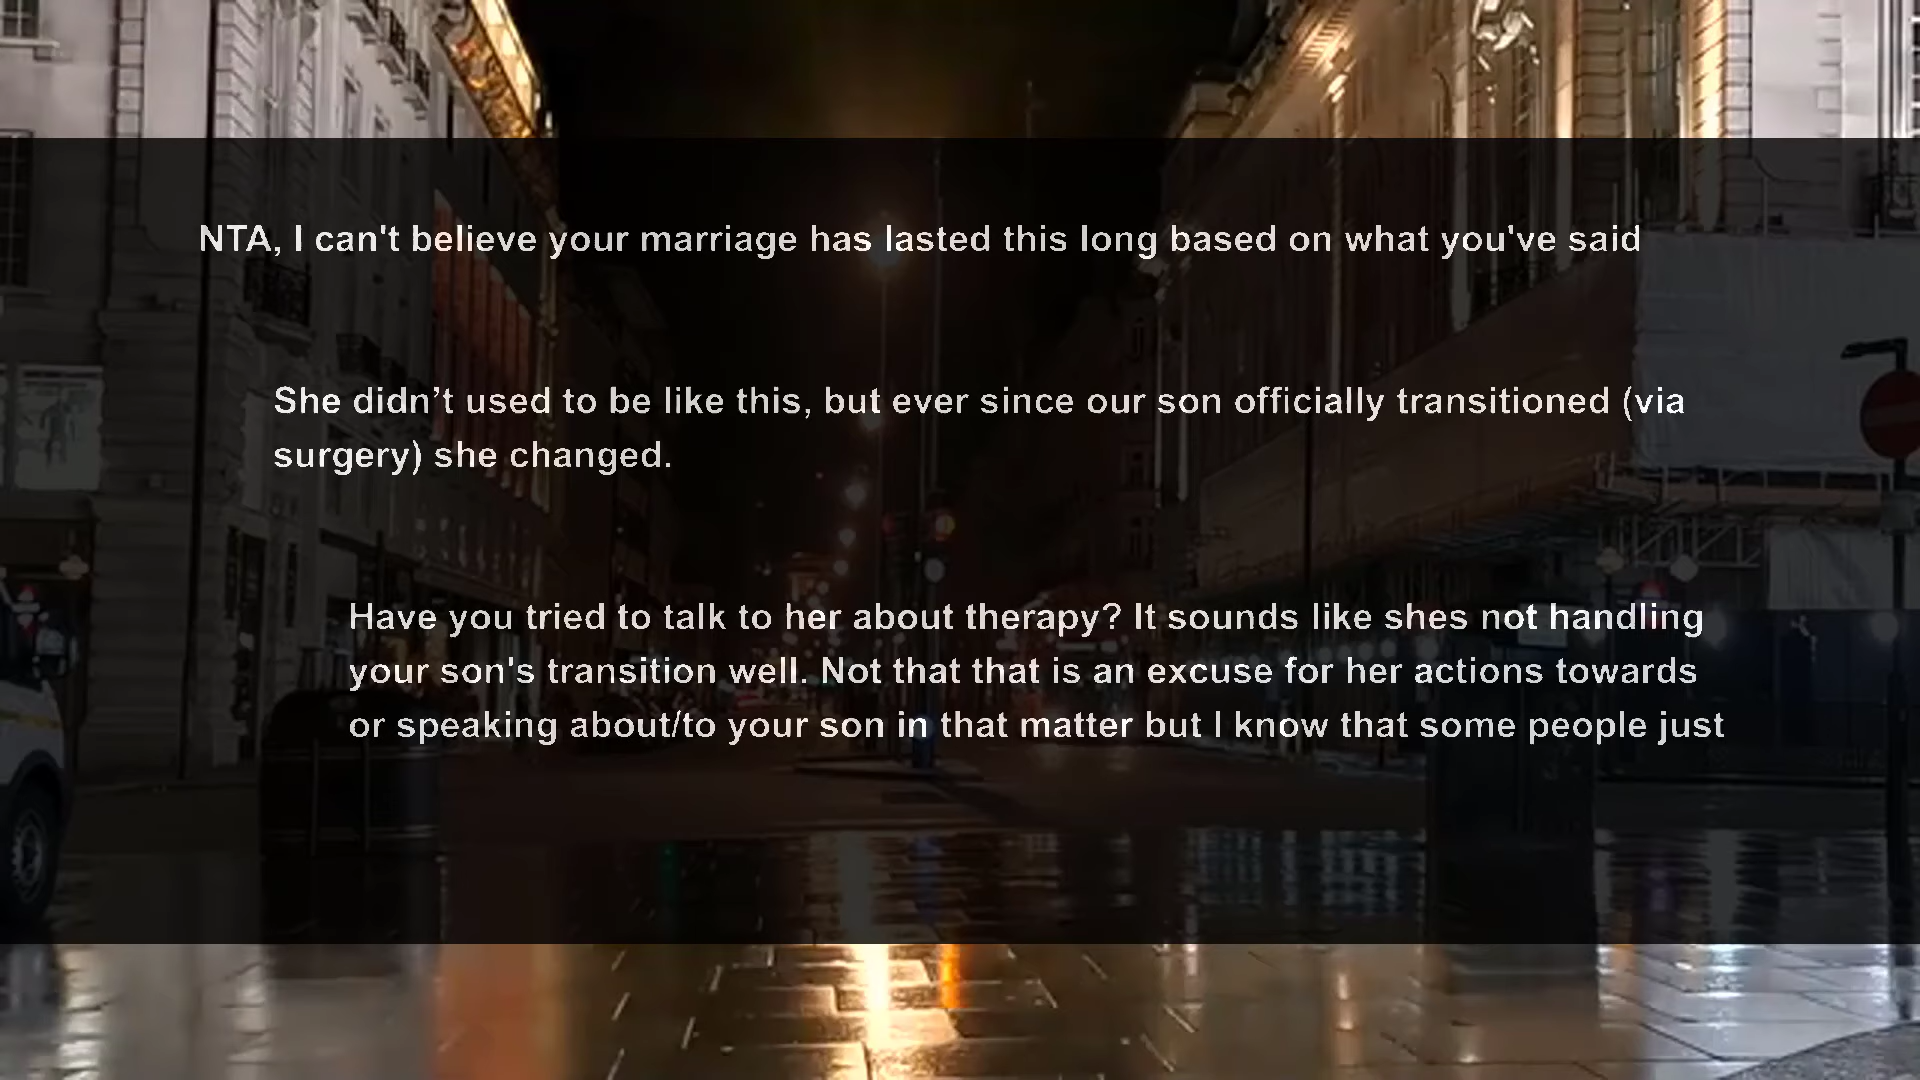 NTA, I can't believe your marriage has lasted this long based on what you've said
She didn’t used to be like this, but ever since our son officially transitioned (via
surgery) she changed.
Have you tried to talk to her about therapy? It sounds like shes not handling
your son's transition well. Not that that is an excuse for her actions towards
or speaking about/to your son in that matter but I know that some people just